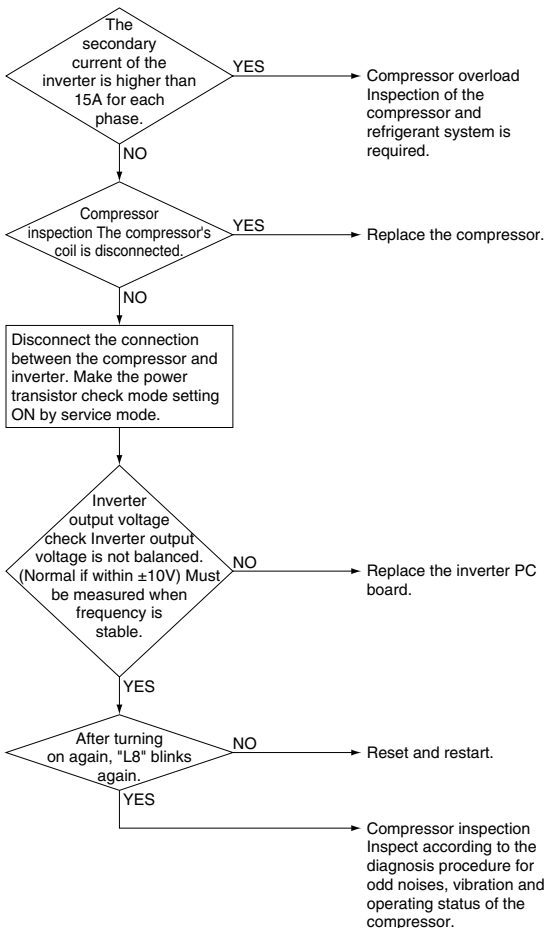 The
secondary
current of the
inverter is higher than
15A for each
phase.
YES
Compressor overload
Inspection of the
compressor and
refrigerant system is
required.
NO
Compressor
inspection The compressor's
coil is disconnected.
YES
Replace the compressor.
NO
Disconnect the connection
between the compressor and
inverter. Make the power
transistor check mode setting
ON by service mode.
Inverter
output voltage
check Inverter output
voltage is not balanced.
(Normal if within ±10V) Must
be measured when
frequency is
stable.
NO
Replace the inverter PC
board.
YES
After turning
on again, "L8" blinks
again.
NO
Reset and restart.
YES
Compressor inspection
Inspect according to the
diagnosis procedure for
odd noises, vibration and
operating status of the
compressor.